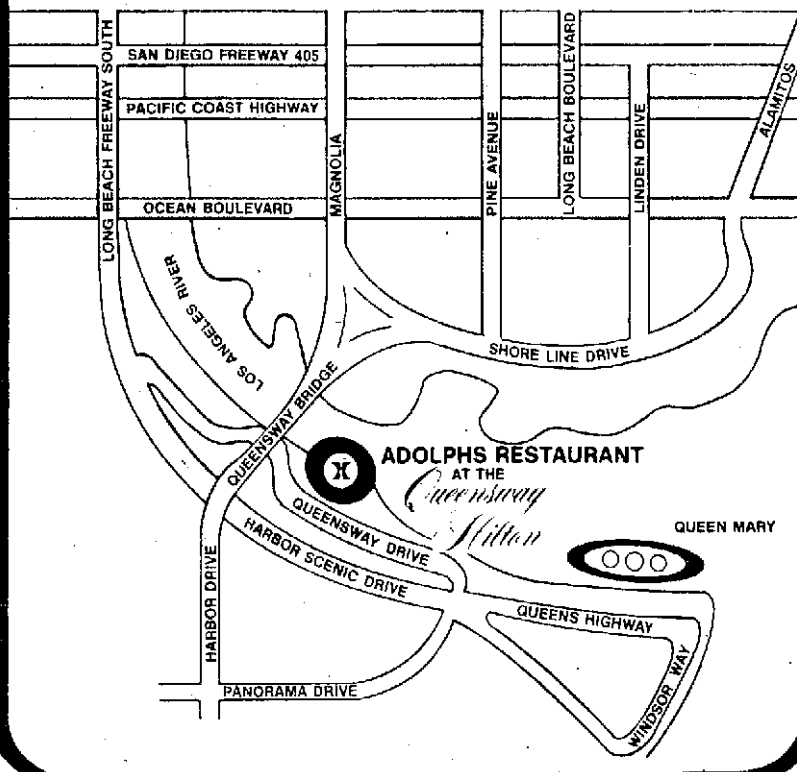 SAN DIEGO FREEWAY 405
PACIFIC COAST HIGHWAY
OCEAN BOULEVARD
LONG BEACH FREEWAY SOUTH
MAGNOLIA
PINE AVENUE
LONG BEACH BOULEVARD
LINDEN DRIVE
ALAMITOS
LOS ANGELES RIVER
SHORE LINE DRIVE
QUEENSWAY BRIDGE
H
ADOLPHS RESTAURANT
AT THE
Queensway
Hilton
QUEENSWAY DRIVE
HARBOR SCENIC DRIVE
QUEEN MARY
HARBOR DRIVE
QUEENS HIGHWAY
WINDSOR WAY
PANORAMA DRIVE